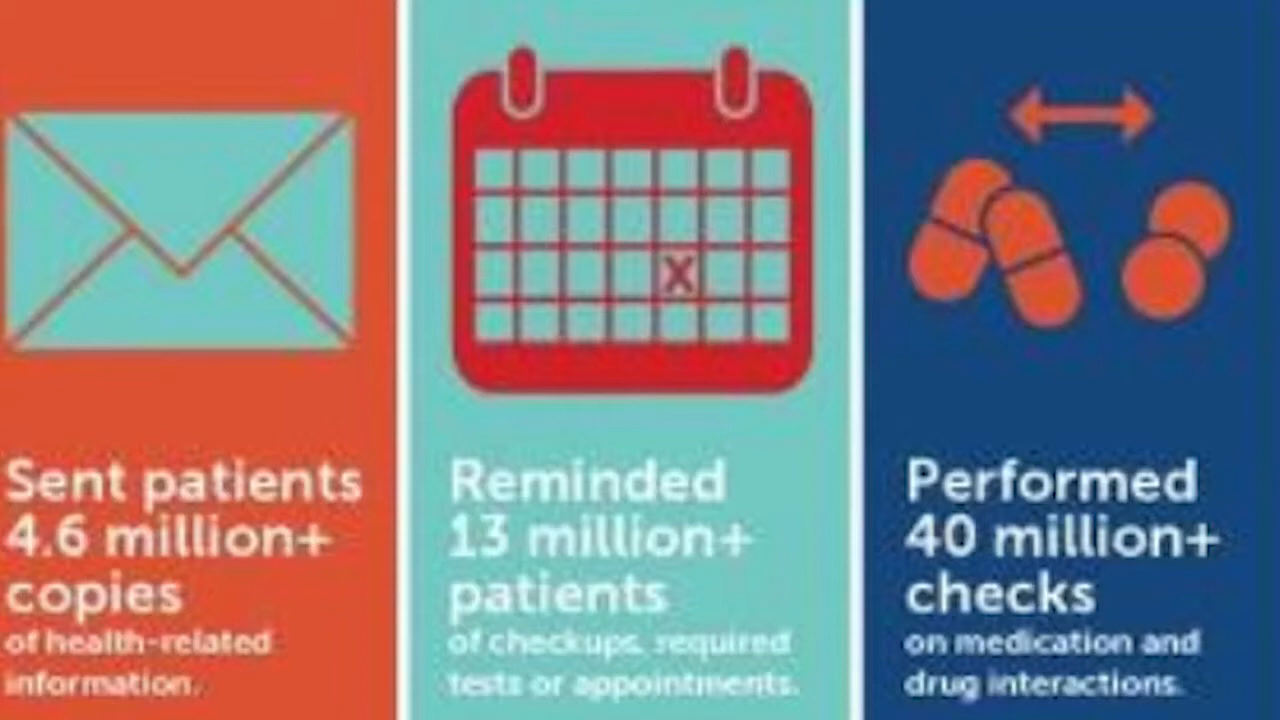 Sent patients
4.6 million+
copies
of health-related
information.
X
Reminded
13 million+
patients
of checkups, required
tests or appointments.
Performed
40 million+
checks
on medication and
drug interactions.